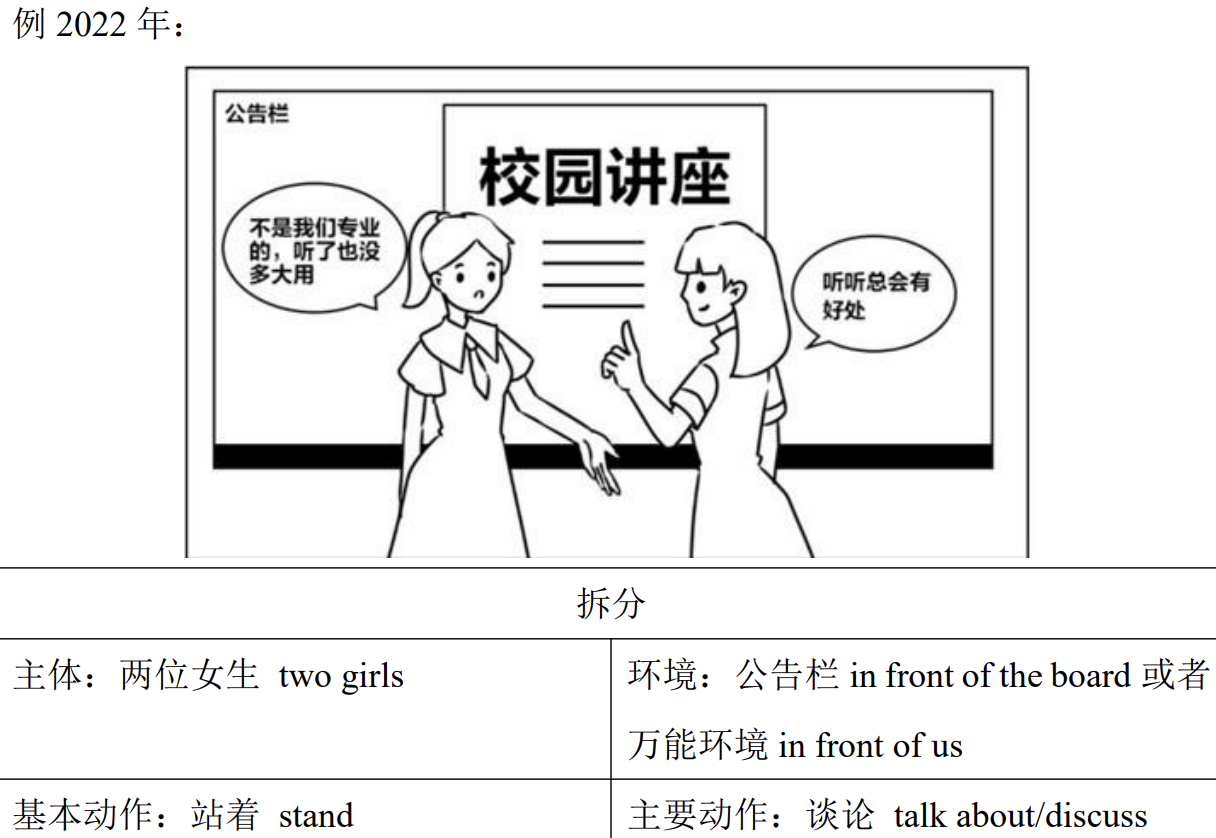 例 2022 年：
公告栏
校园讲座
不是我们专业
的，听了也没
多大用
听听总会有
好处
拆分
主体：两位女生 two girls
环境：公告栏 in front of the board 或者
万能环境 in front of us
基本动作：站着 stand
主要动作：谈论 talk about/discuss